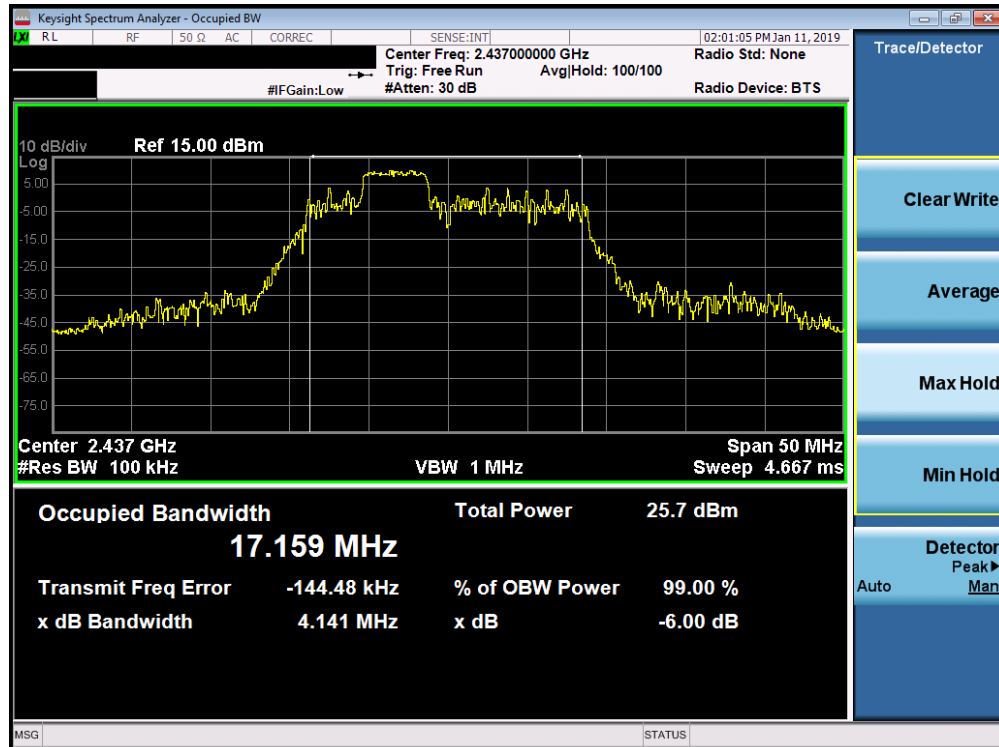 Keysight Spectrum Analyzer - Occupied BW
LXI RL RF 50 Ω AC CORREC SENSE:INT 02:01:05 PM Jan 11, 2019
Center Freq: 2.437000000 GHz Radio Std: None
Trig: Free Run Avg|Hold: 100/100
#IFGain:Low #Atten: 30 dB Radio Device: BTS
10 dB/div Ref 15.00 dBm
Log
5.00
-5.00
-15.0
-25.0
-35.0
-45.0
-55.0
-65.0
-75.0
Center 2.437 GHz Span 50 MHz
#Res BW 100 kHz VBW 1 MHz Sweep 4.667 ms
Occupied Bandwidth Total Power 25.7 dBm
17.159 MHz
Transmit Freq Error -144.48 kHz % of OBW Power 99.00 %
x dB Bandwidth 4.141 MHz x dB -6.00 dB
MSG STATUS
Trace/Detector
Clear Write
Average
Max Hold
Min Hold
Detector
Peak
Auto Man